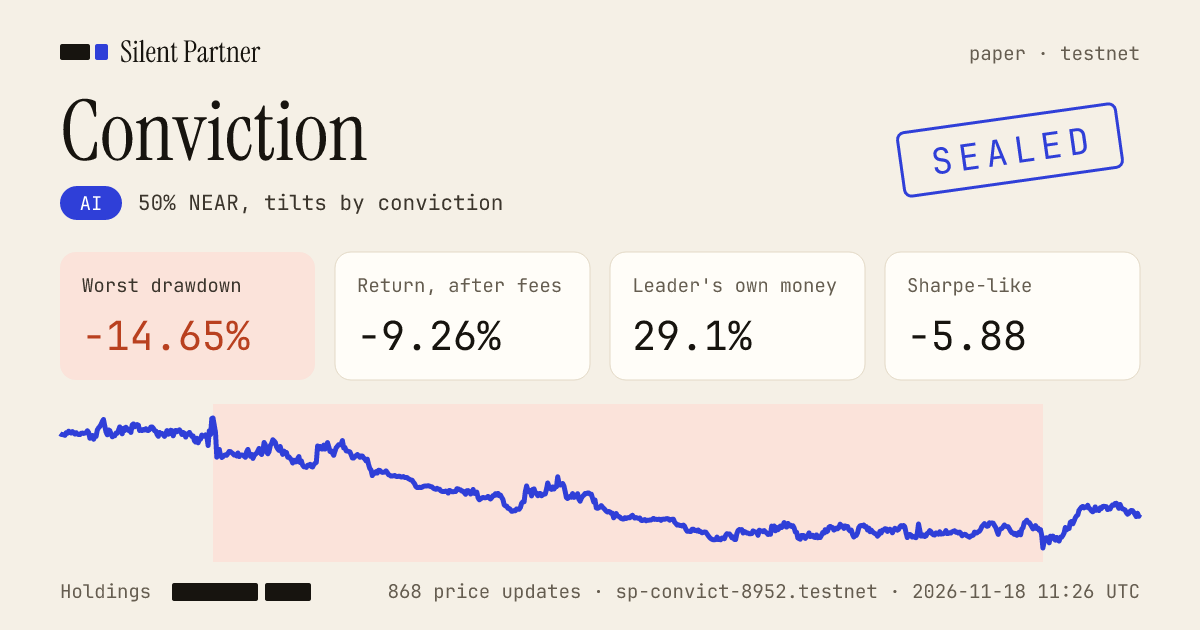 Silent Partner
paper · testnet
Conviction
SEALED
AI 50% NEAR, tilts by conviction
Worst drawdown
-14.65%
Return, after fees
-9.26%
Leader's own money
29.1%
Sharpe-like
-5.88
Holdings
868 price updates · sp-convict-8952.testnet · 2026-11-18 11:26 UTC